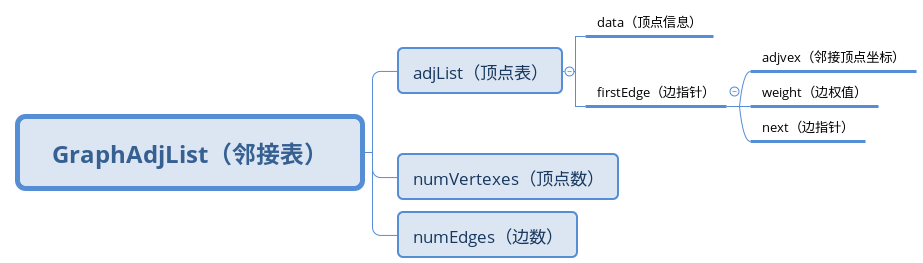 GraphAdjList（邻接表）
adjList（顶点表）
data（顶点信息）
firstEdge（边指针）
adjvex（邻接顶点坐标）
weight（边权值）
next（边指针）
numVertexes（顶点数）
numEdges（边数）